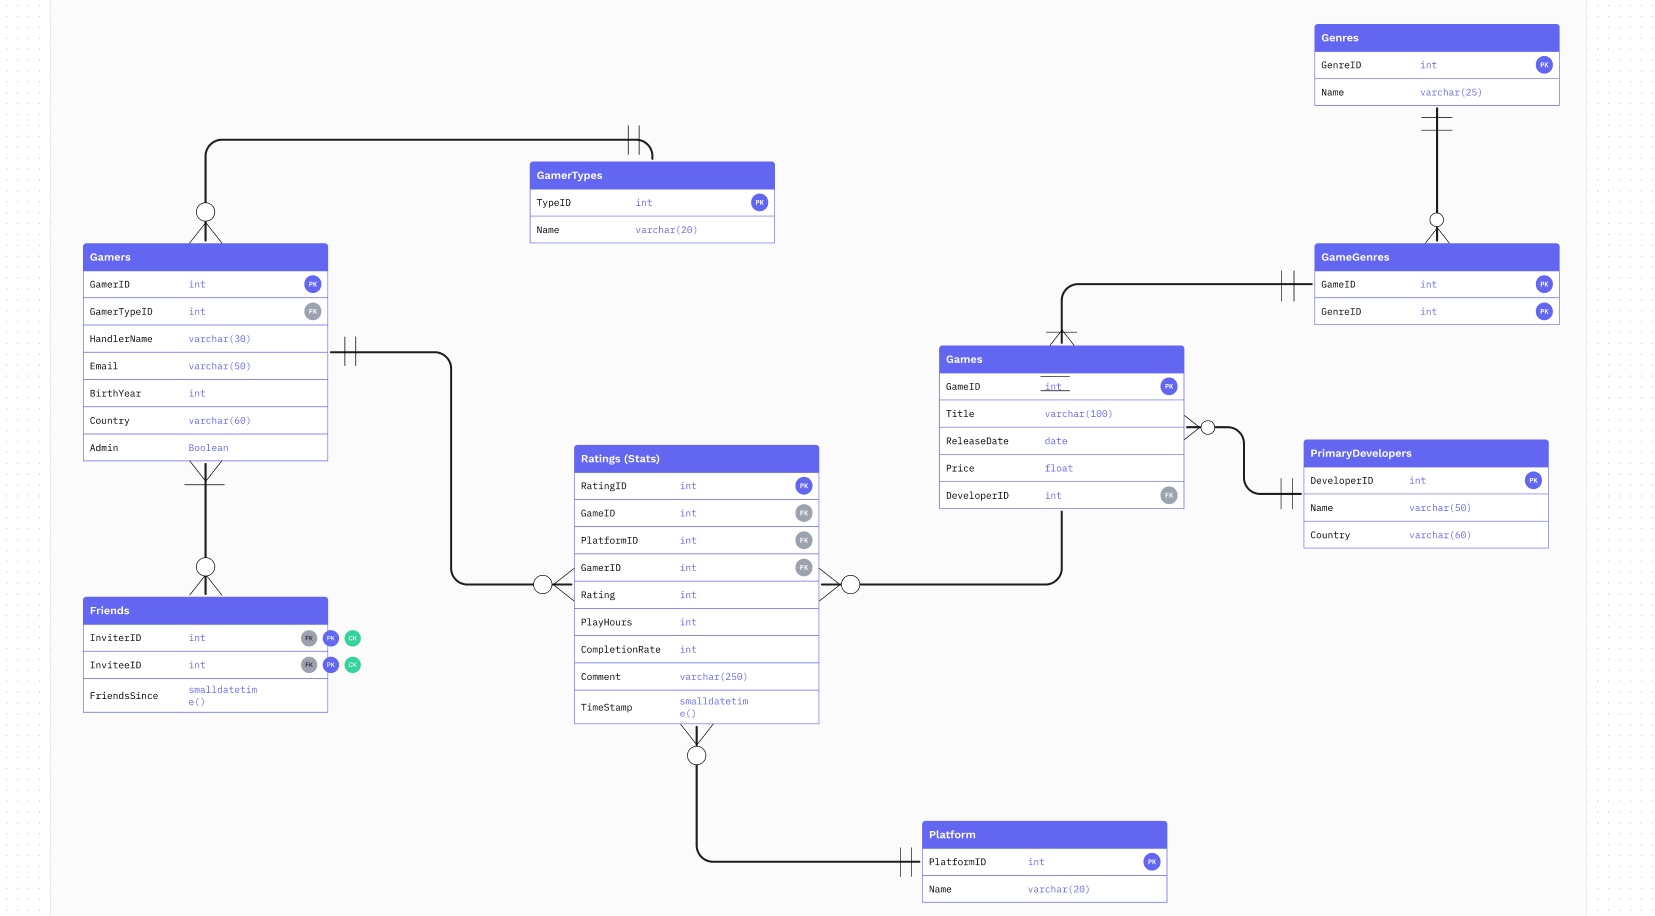 Genres
GenreID int PK
Name varchar(25)
GamerTypes
TypeID int PK
Name varchar(20)
Gamers
GamerID int PK
GamerTypeID int FK
HandlerName varchar(30)
Email varchar(50)
BirthYear int
Country varchar(60)
Admin Boolean
GameGenres
GameID int PK
GenreID int PK
Games
GameID int PK
Title varchar(100)
ReleaseDate date
Price float
DeveloperID int FK
PrimaryDevelopers
DeveloperID int PK
Name varchar(50)
Country varchar(60)
Ratings (Stats)
RatingID int PK
GameID int FK
PlatformID int FK
GamerID int FK
Rating int
PlayHours int
CompletionRate int
Comment varchar(250)
TimeStamp smalldatetim
e()
Friends
InviterID int FK PK CK
InviteeID int FK PK CK
FriendsSince smalldatetim
e()
Platform
PlatformID int PK
Name varchar(20)